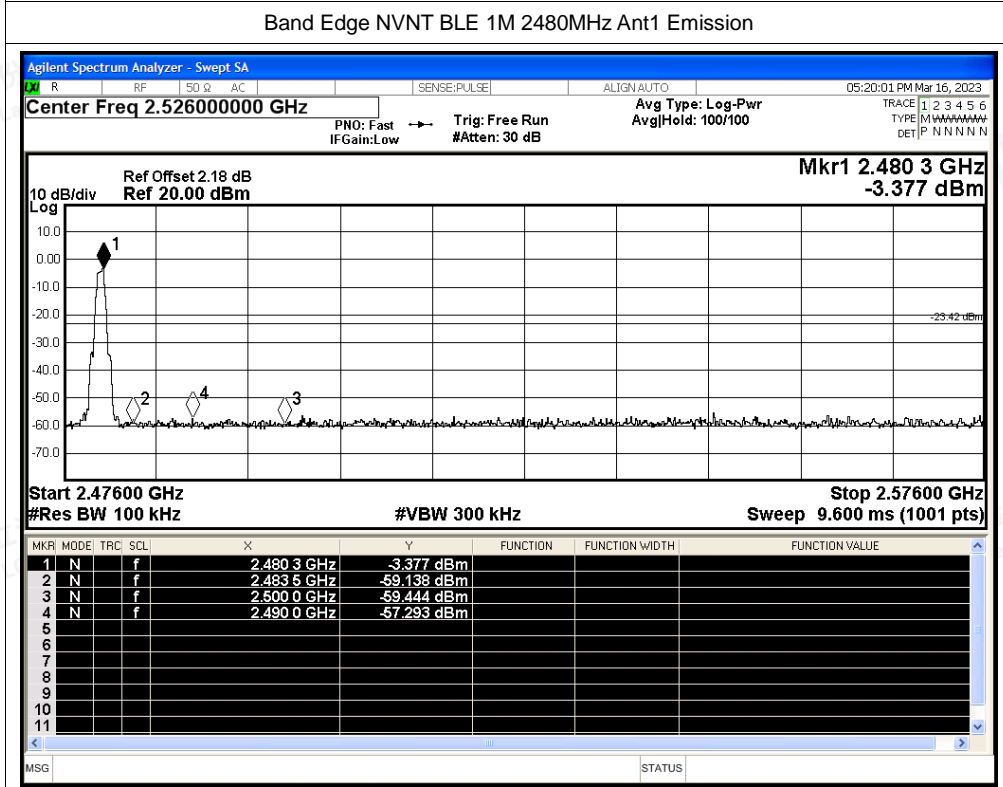 Band Edge NVNT BLE 1M 2480MHz Ant1 Emission
Agilent Spectrum Analyzer - Swept SA
LXI R RF 50 Ω AC SENSE:PULSE ALIGN AUTO 05:20:01 PM Mar 16, 2023
Center Freq 2.526000000 GHz
PNO: Fast
IFGain:Low
Trig: Free Run
#Atten: 30 dB
Avg Type: Log-Pwr
Avg|Hold: 100/100
TRACE 1 2 3 4 5 6
TYPE M
DET P N N N N N
Mkr1 2.480 3 GHz
-3.377 dBm
Ref Offset 2.18 dB
10 dB/div Ref 20.00 dBm
Log
10.0
0.00
-10.0
-20.0
-30.0
-40.0
-50.0
-60.0
-70.0
1
2
4
3
-23.42 dBm
Start 2.47600 GHz Stop 2.57600 GHz
#Res BW 100 kHz #VBW 300 kHz Sweep 9.600 ms (1001 pts)
MKR MODE TRC SCL X Y FUNCTION FUNCTION WIDTH FUNCTION VALUE
1 N f 2.480 3 GHz -3.377 dBm
2 N f 2.483 5 GHz -59.138 dBm
3 N f 2.500 0 GHz -59.444 dBm
4 N f 2.490 0 GHz -57.293 dBm
5
6
7
8
9
10
11
MSG STATUS